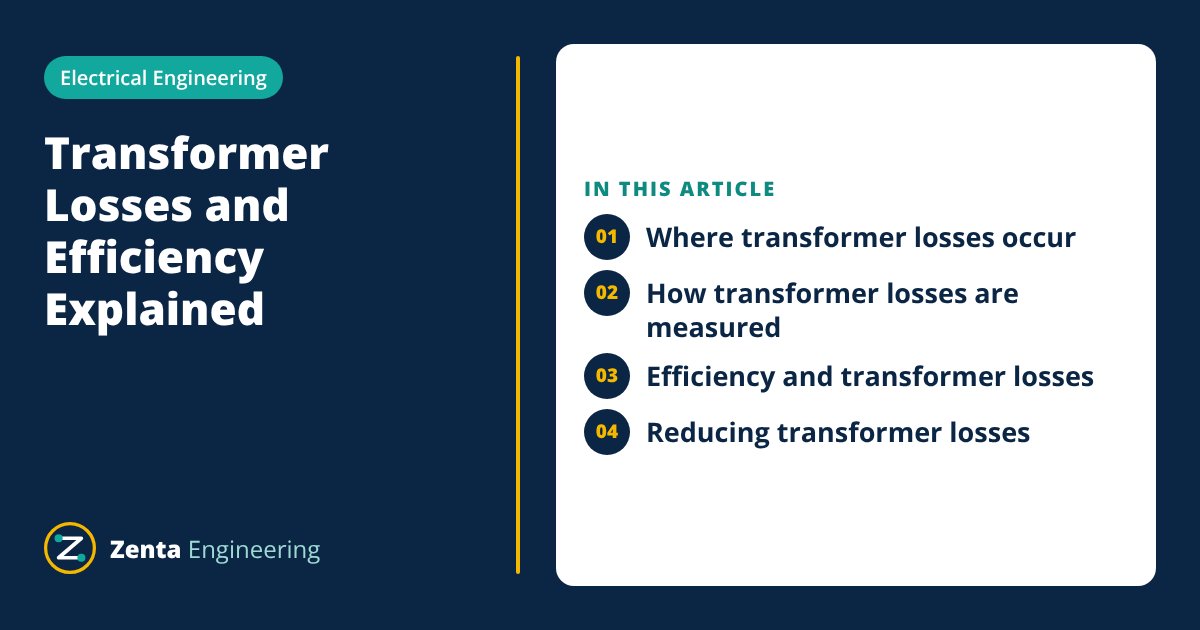 Electrical Engineering
Transformer
Losses and
Efficiency
Explained
Zenta Engineering
IN THIS ARTICLE
01 Where transformer losses occur
02 How transformer losses are
measured
03 Efficiency and transformer losses
04 Reducing transformer losses